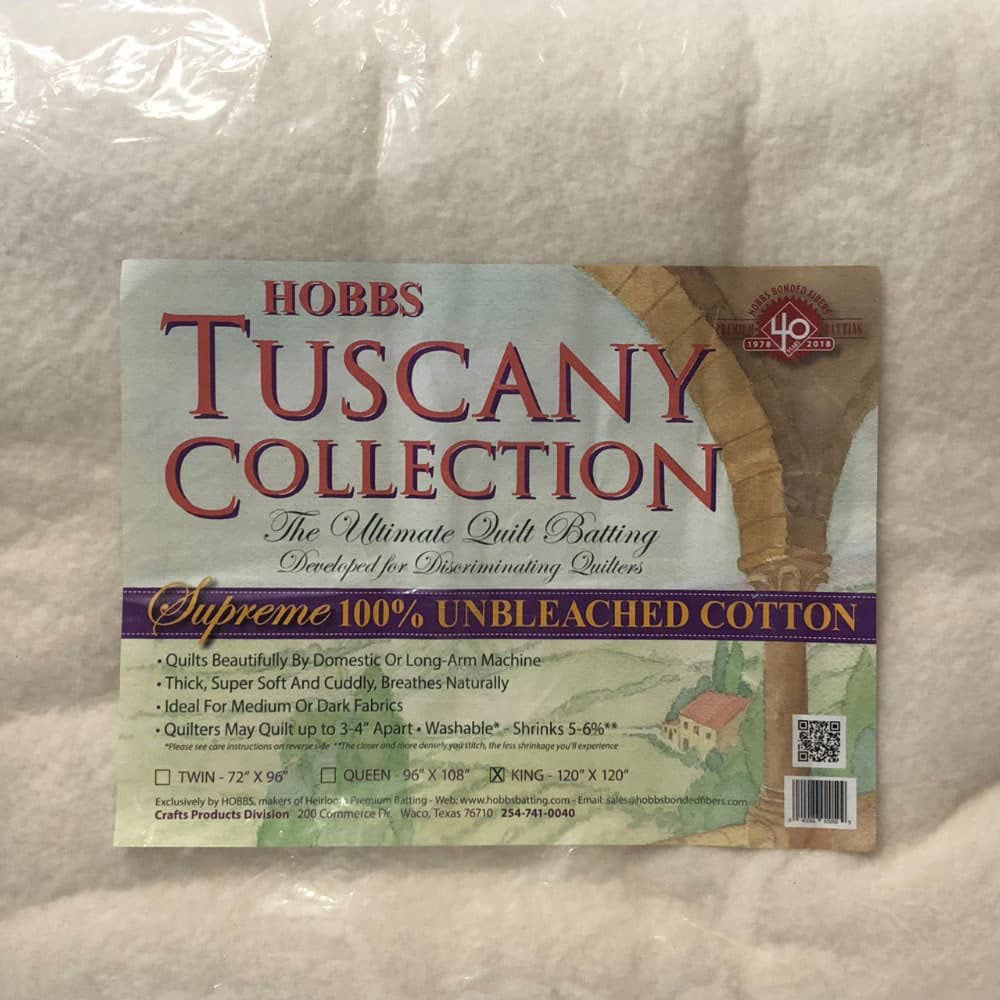 HOBBS
TUSCANY
COLLECTION
The Ultimate Quilt Batting
Developed for Discriminating Quilters
HOBBS BONDED FIBERS
PREMIUM BATTING
40
YEARS
1978 2018
Supreme 100% UNBLEACHED COTTON
• Quilts Beautifully By Domestic Or Long-Arm Machine
• Thick, Super Soft And Cuddly, Breathes Naturally
• Ideal For Medium Or Dark Fabrics
• Quilters May Quilt up to 3-4" Apart • Washable* - Shrinks 5-6%**
*Please see care instructions on reverse side **The closer and more densely you stitch, the less shrinkage you'll experience
TWIN - 72" X 96" QUEEN - 96" X 108" X KING - 120" X 120"
Exclusively by HOBBS, makers of Heirloom Premium Batting - Web: www.hobbsbatting.com - Email: sales@hobbsbondedfibers.com
Crafts Products Division 200 Commerce Dr. Waco, Texas 76710 254-741-0040